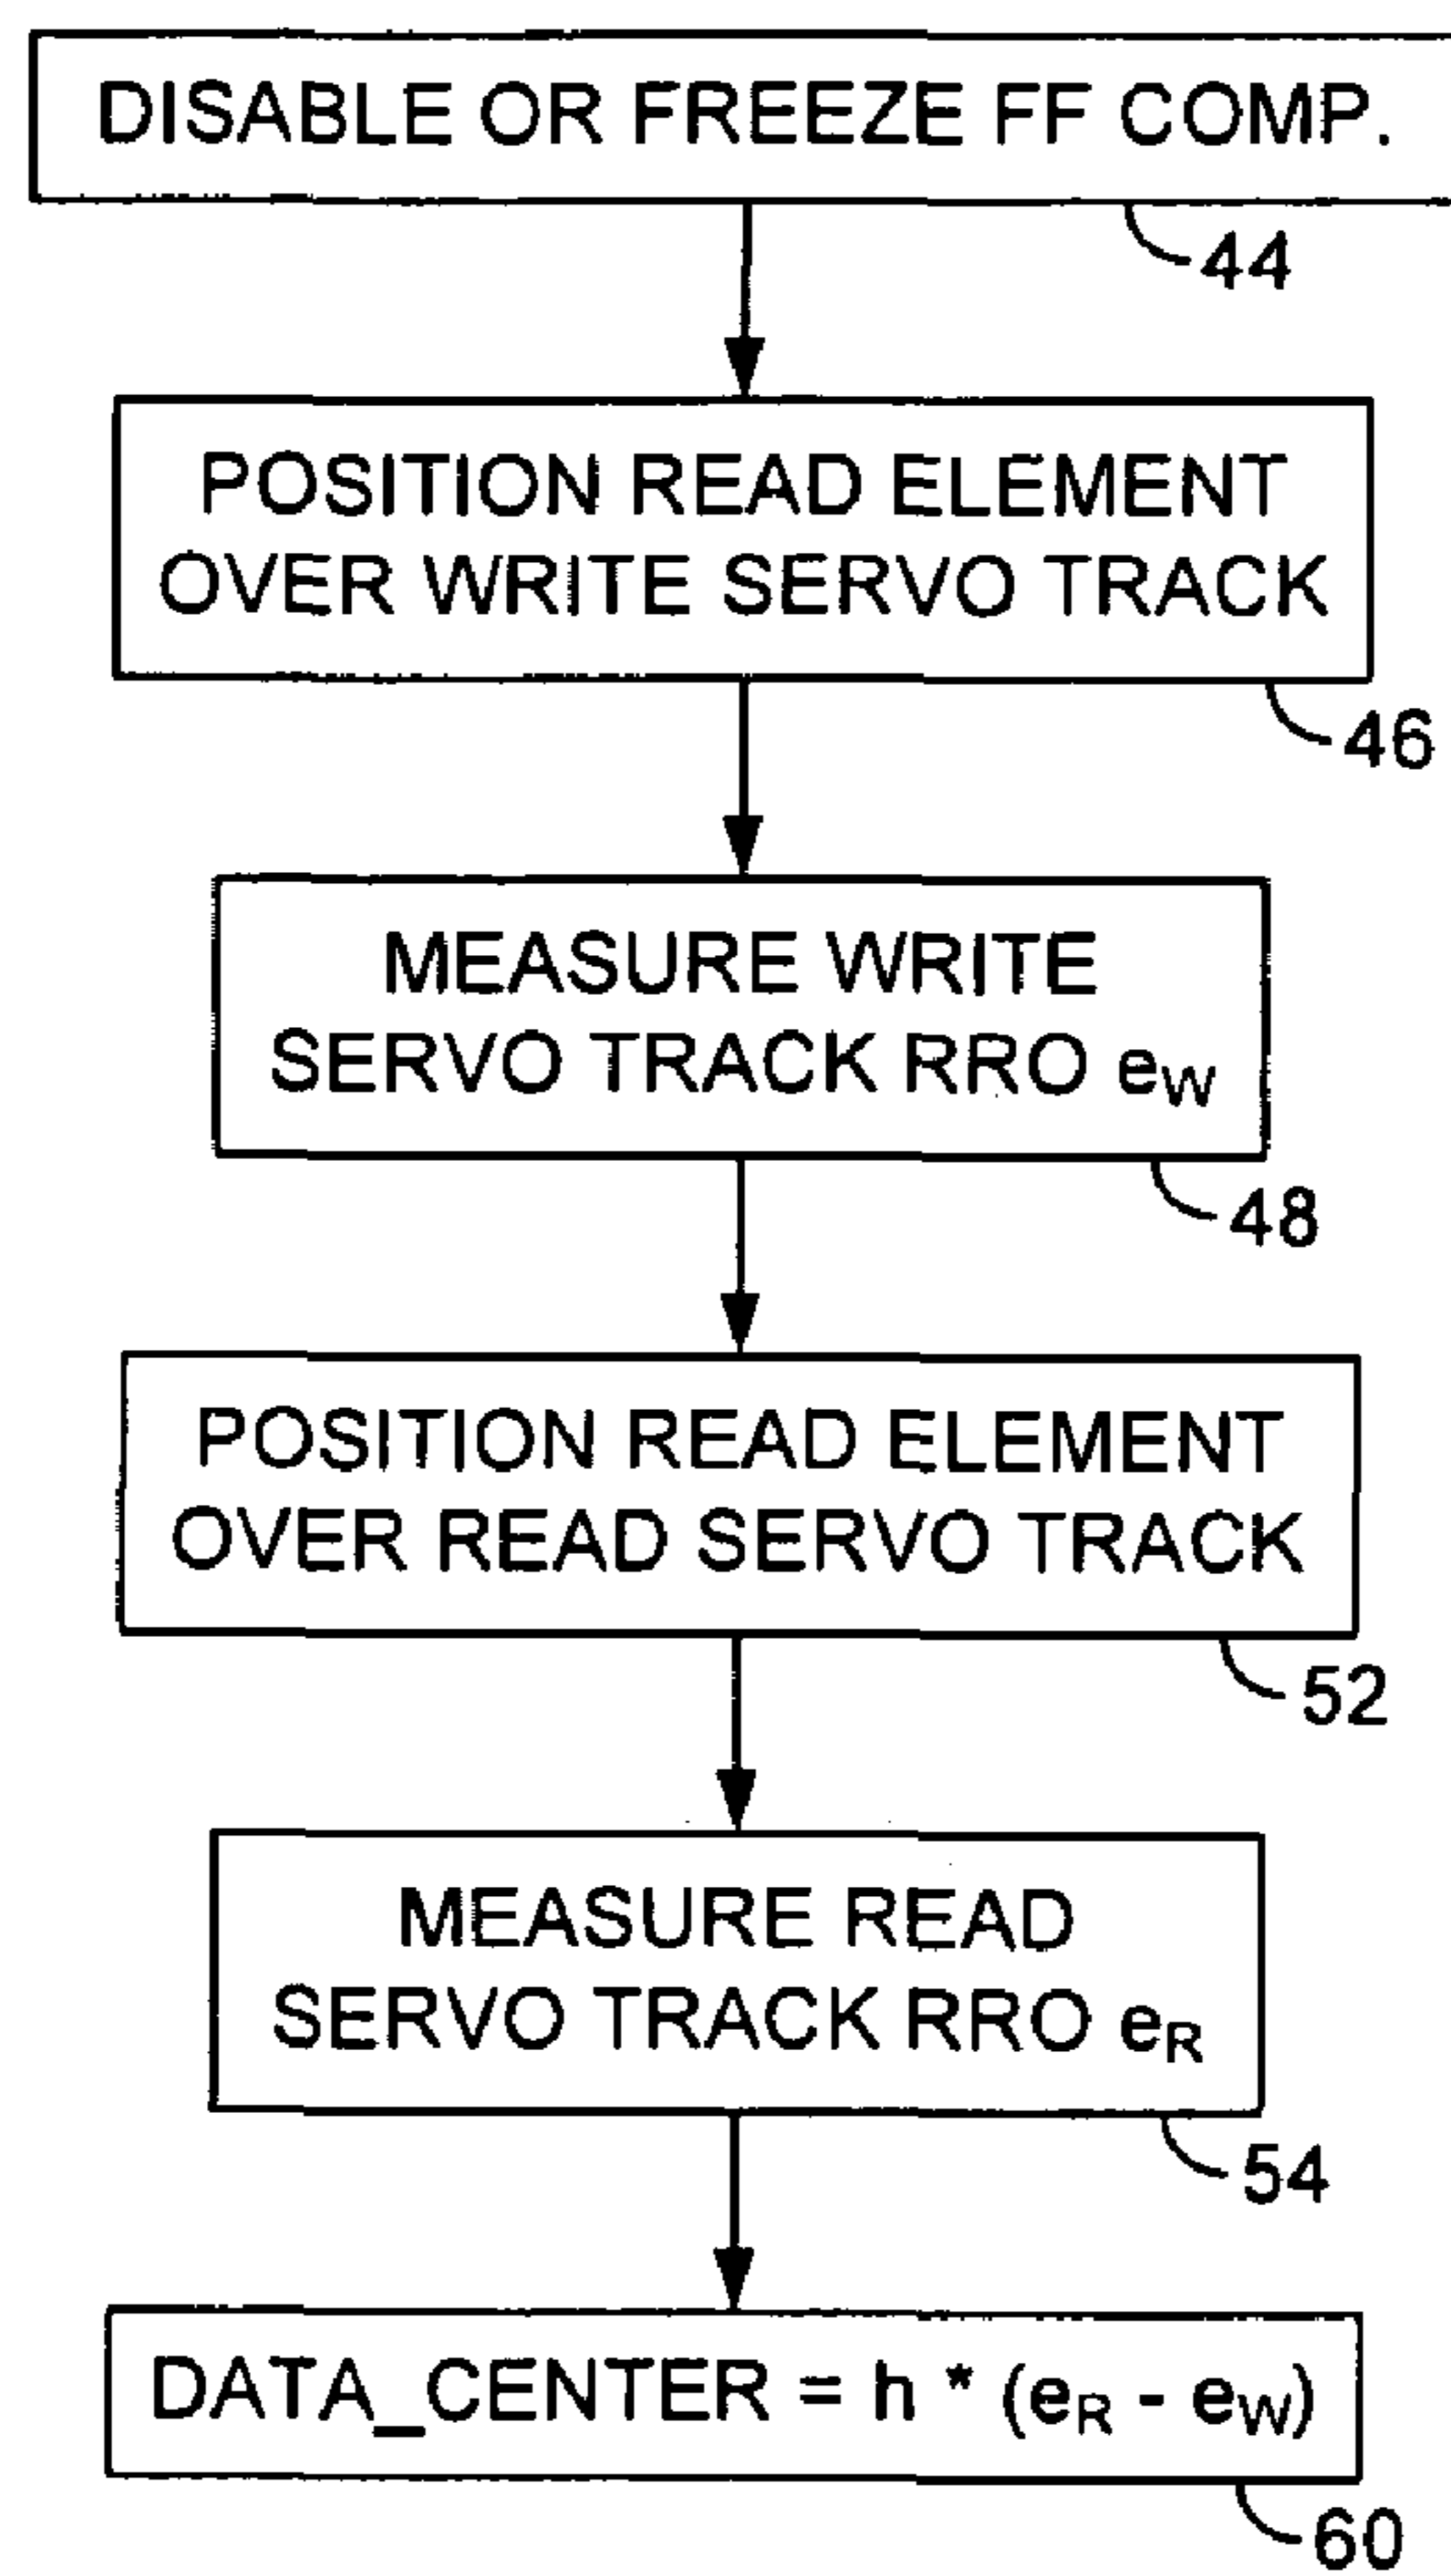 DISABLE OR FREEZE FF COMP.
44
POSITION READ ELEMENT
OVER WRITE SERVO TRACK
46
MEASURE WRITE
SERVO TRACK RRO eW
48
POSITION READ ELEMENT
OVER READ SERVO TRACK
52
MEASURE READ
SERVO TRACK RRO eR
54
DATA_CENTER = h * (eR - eW)
60